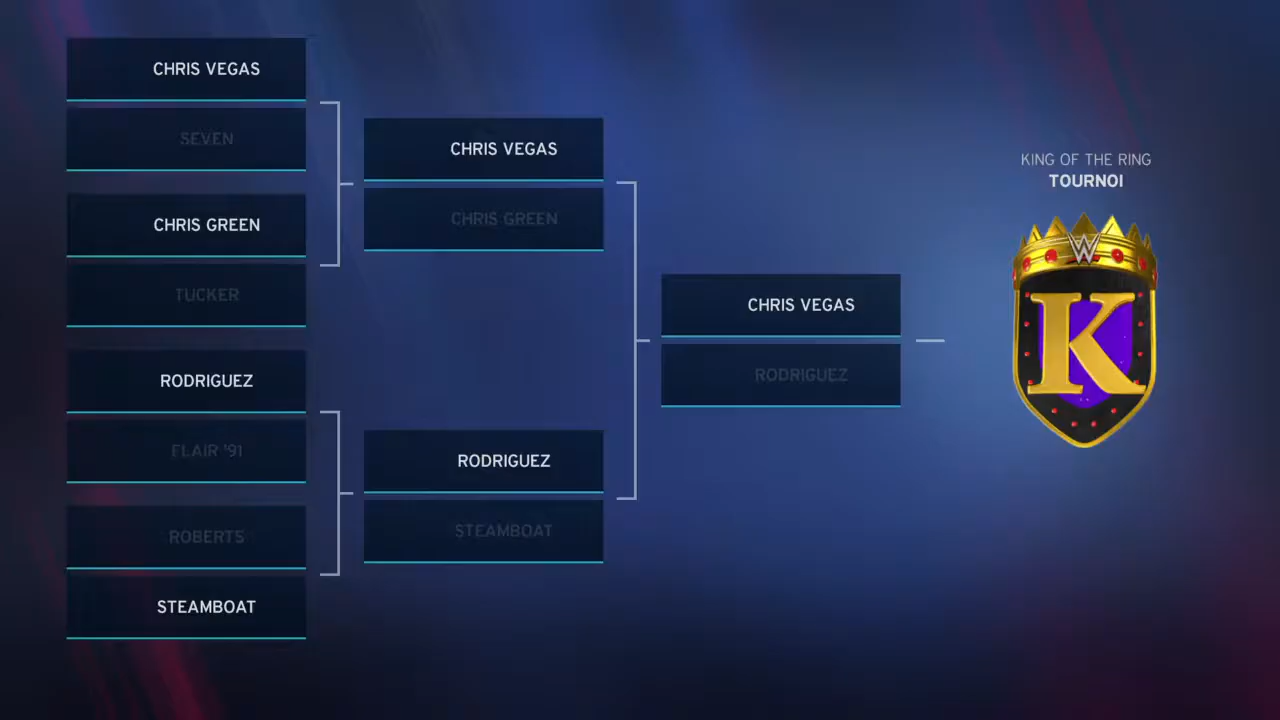 CHRIS VEGAS
SEVEN
CHRIS GREEN
TUCKER
RODRIGUEZ
FLAIR '91
ROBERTS
STEAMBOAT
CHRIS VEGAS
CHRIS GREEN
RODRIGUEZ
STEAMBOAT
CHRIS VEGAS
RODRIGUEZ
KING OF THE RING
TOURNOI
W
K